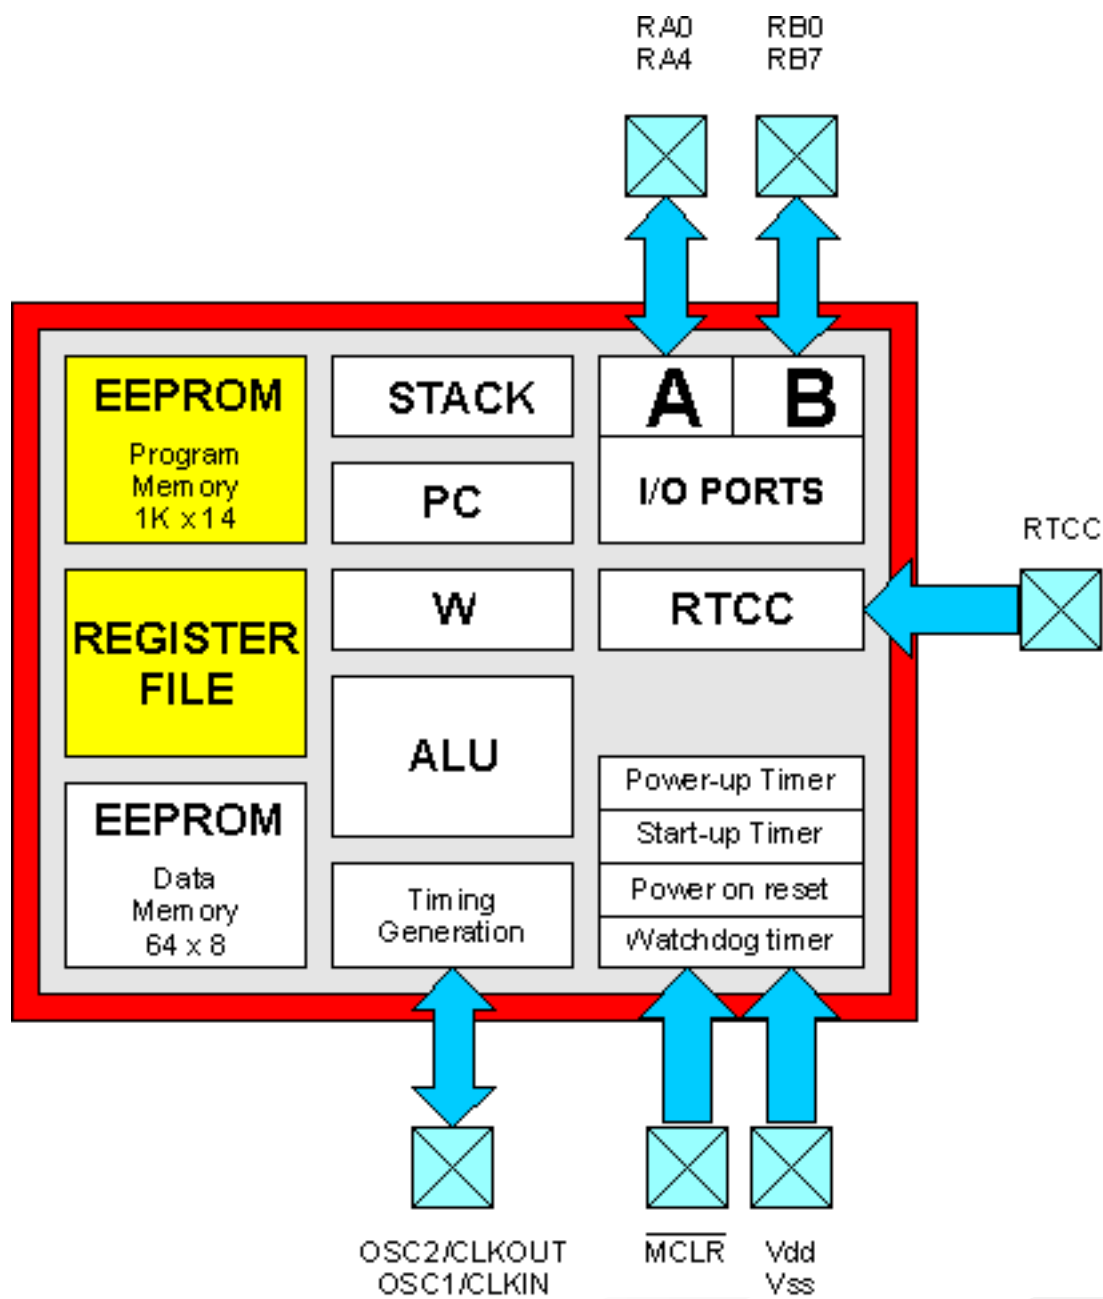 RA0
RA4
RB0
RB7
EEPROM
Program
Memory
1K x14
STACK
A
B
I/O PORTS
PC
RTCC
REGISTER
FILE
W
RTCC
ALU
EEPROM
Data
Memory
64 x 8
Timing
Generation
Power-up Timer
Start-up Timer
Power on reset
Watchdog timer
OSC2/CLKOUT
OSC1/CLKIN
MCLR
Vdd
Vss